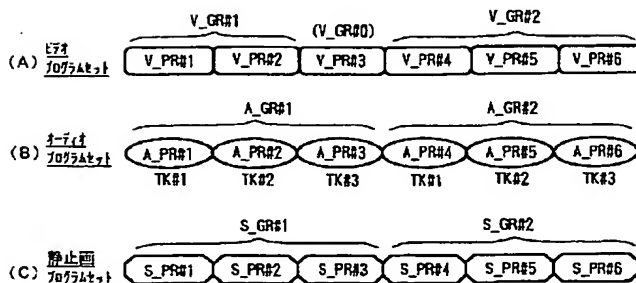 V_GR#1 (V_GR#0) V_GR#2
(A) ビデオ プログラムセット V_PR#1 V_PR#2 V_PR#3 V_PR#4 V_PR#5 V_PR#6
A_GR#1 A_GR#2
(B) オーディオ プログラムセット A_PR#1 A_PR#2 A_PR#3 A_PR#4 A_PR#5 A_PR#6
TK#1 TK#2 TK#3 TK#1 TK#2 TK#3
S_GR#1 S_GR#2
(C) 静止画 プログラムセット S_PR#1 S_PR#2 S_PR#3 S_PR#4 S_PR#5 S_PR#6